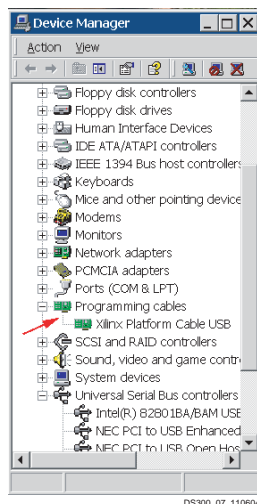 Device Manager
Action View
Floppy disk controllers
Floppy disk drives
Human Interface Devices
IDE ATA/ATAPI controllers
IEEE 1394 Bus host controllers
Keyboards
Mice and other pointing device
Modems
Monitors
Network adapters
PCMCIA adapters
Ports (COM & LPT)
Programming cables
Xilinx Platform Cable USB
SCSI and RAID controllers
Sound, video and game contr
System devices
Universal Serial Bus controllers
Intel(R) 82801BA/BAM USE
NEC PCI to USB Enhanced
NEC PCI to USB Open Hos
DS300_07_11060